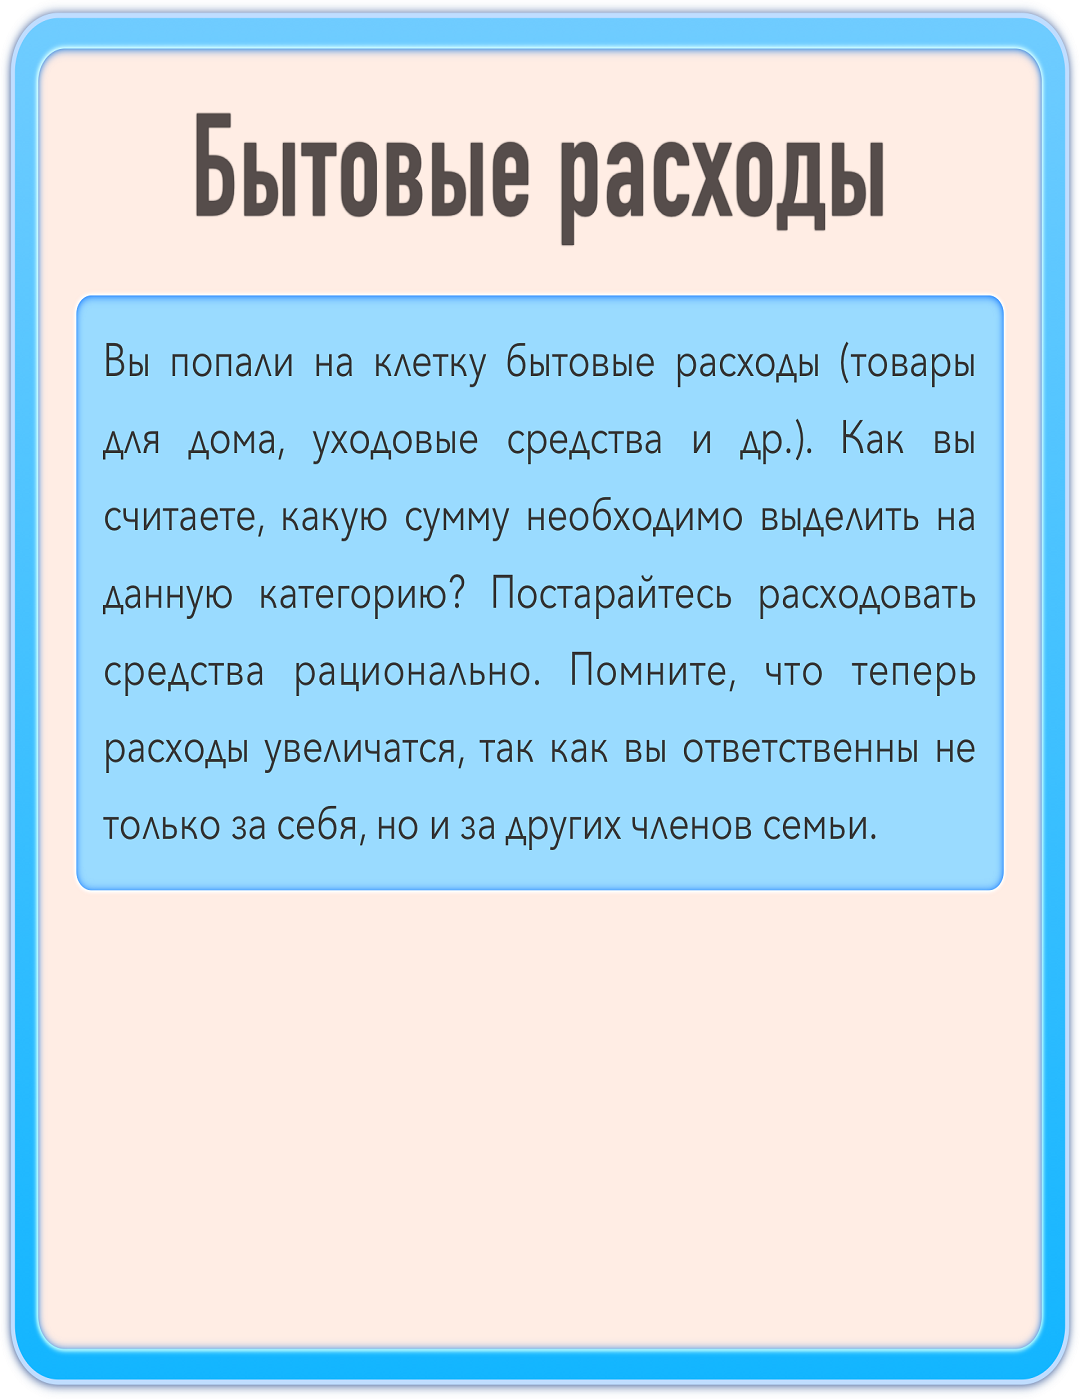 Бытовые расходы
Вы попали на клетку бытовые расходы (товары
для дома, уходовые средства и др.). Как вы
считаете, какую сумму необходимо выделить на
данную категорию? Постарайтесь расходовать
средства рационально. Помните, что теперь
расходы увеличатся, так как вы ответственны не
только за себя, но и за других членов семьи.